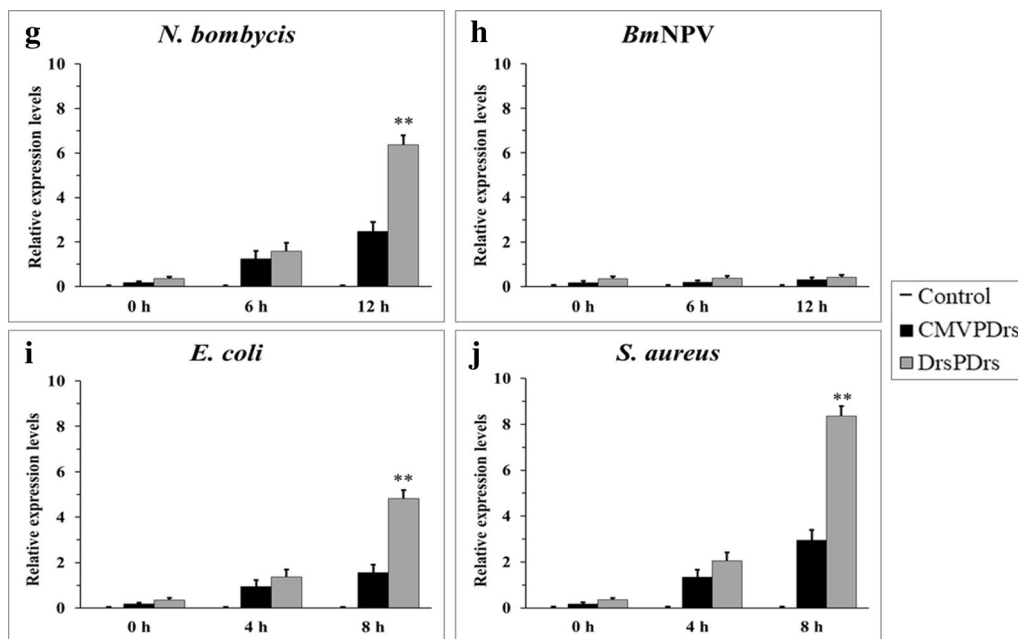 g
N. bombycis
10
8
6
4
2
0
Relative expression levels
**
0 h 6 h 12 h
h
BmNPV
10
8
6
4
2
0
Relative expression levels
0 h 6 h 12 h
i
E. coli
10
8
6
4
2
0
Relative expression levels
**
0 h 4 h 8 h
j
S. aureus
10
8
6
4
2
0
Relative expression levels
**
0 h 4 h 8 h
Control
CMVPDrs
DrsPDrs